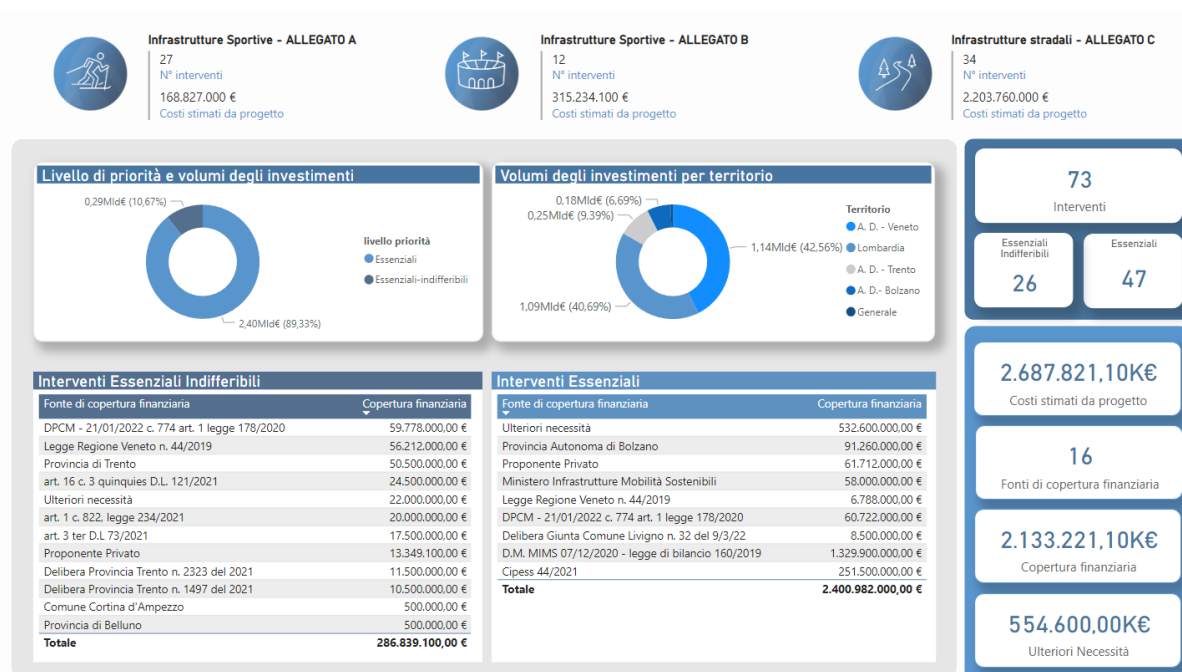 Infrastrutture Sportive - ALLEGATO A
27
N° interventi
168.827.000 €
Costi stimati da progetto
Infrastrutture Sportive - ALLEGATO B
12
N° interventi
315.234.100 €
Costi stimati da progetto
Infrastrutture stradali - ALLEGATO C
34
N° interventi
2.203.760.000 €
Costi stimati da progetto
Livello di priorità e volumi degli investimenti
0,29Mld€ (10,67%)
2,40Mld€ (89,33%)
livello priorità
Essenziali
Essenziali-indifferibili
Volumi degli investimenti per territorio
0,18Mld€ (6,69%)
0,25Mld€ (9,39%)
1,14Mld€ (42,56%)
1,09Mld€ (40,69%)
Territorio
A. D. - Veneto
Lombardia
A. D. - Trento
A. D.- Bolzano
Generale
73
Interventi
Essenziali
Indifferibili
26
Essenziali
47
Interventi Essenziali Indifferibili
Fonte di copertura finanziaria Copertura finanziaria
DPCM - 21/01/2022 c. 774 art. 1 legge 178/2020 59.778.000,00 €
Legge Regione Veneto n. 44/2019 56.212.000,00 €
Provincia di Trento 50.500.000,00 €
art. 16 c. 3 quinquies D.L. 121/2021 24.500.000,00 €
Ulteriori necessità 22.000.000,00 €
art. 1 c. 822, legge 234/2021 20.000.000,00 €
art. 3 ter D.L 73/2021 17.500.000,00 €
Proponente Privato 13.349.100,00 €
Delibera Provincia Trento n. 2323 del 2021 11.500.000,00 €
Delibera Provincia Trento n. 1497 del 2021 10.500.000,00 €
Comune Cortina d'Ampezzo 500.000,00 €
Provincia di Belluno 500.000,00 €
Totale 286.839.100,00 €
Interventi Essenziali
Fonte di copertura finanziaria Copertura finanziaria
Ulteriori necessità 532.600.000,00 €
Provincia Autonoma di Bolzano 91.260.000,00 €
Proponente Privato 61.712.000,00 €
Ministero Infrastrutture Mobilità Sostenibili 58.000.000,00 €
Legge Regione Veneto n. 44/2019 6.788.000,00 €
DPCM - 21/01/2022 c. 774 art. 1 legge 178/2020 60.722.000,00 €
Delibera Giunta Comune Livigno n. 32 del 9/3/22 8.500.000,00 €
D.M. MIMS 07/12/2020 - legge di bilancio 160/2019 1.329.900.000,00 €
Cipess 44/2021 251.500.000,00 €
Totale 2.400.982.000,00 €
2.687.821,10K€
Costi stimati da progetto
16
Fonti di copertura finanziaria
2.133.221,10K€
Copertura finanziaria
554.600,00K€
Ulteriori Necessità